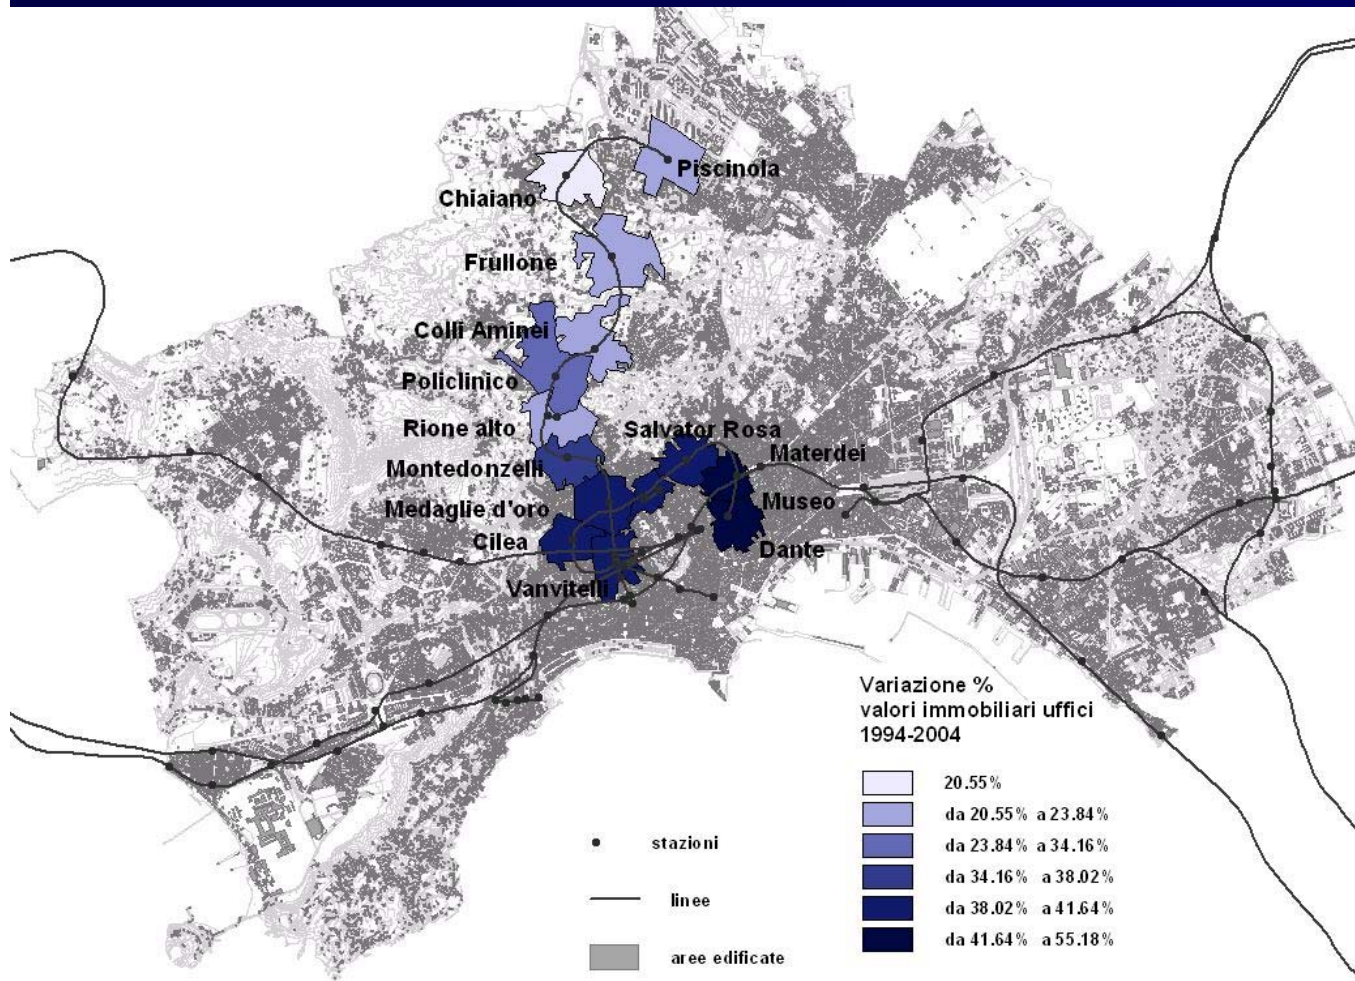 Piscinola
Chiaiano
Frullone
Colli Aminei
Policlinico
Rione alto
Salvator Rosa
Materdei
Montedonzelli
Museo
Medaglie d'oro
Cilea
Dante
Vanvitelli
Variazione %
valori immobiliari uffici
1994-2004
20.55%
da 20.55% a 23.84%
da 23.84% a 34.16%
da 34.16% a 38.02%
da 38.02% a 41.64%
da 41.64% a 55.18%
stazioni
linee
aree edificate